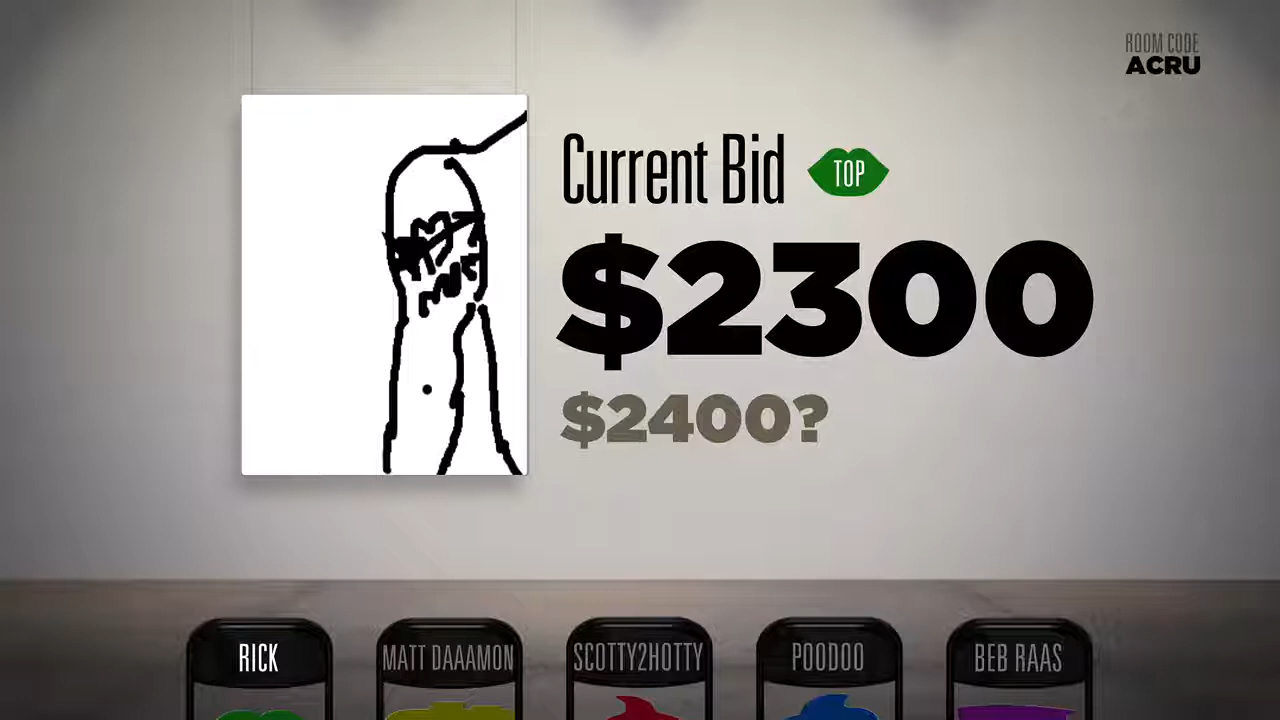 ROOM CODE
ACRU
Current Bid
TOP
$2300
$2400?
RICK
MATT DAAAMON
SCOTTY2HOTTY
POODOO
BEB RAAS